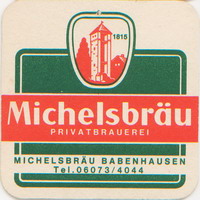 1815
Michelsbräu
PRIVATBRAUEREI
MICHELSBRÄU BABENHAUSEN
Tel.06073/4044